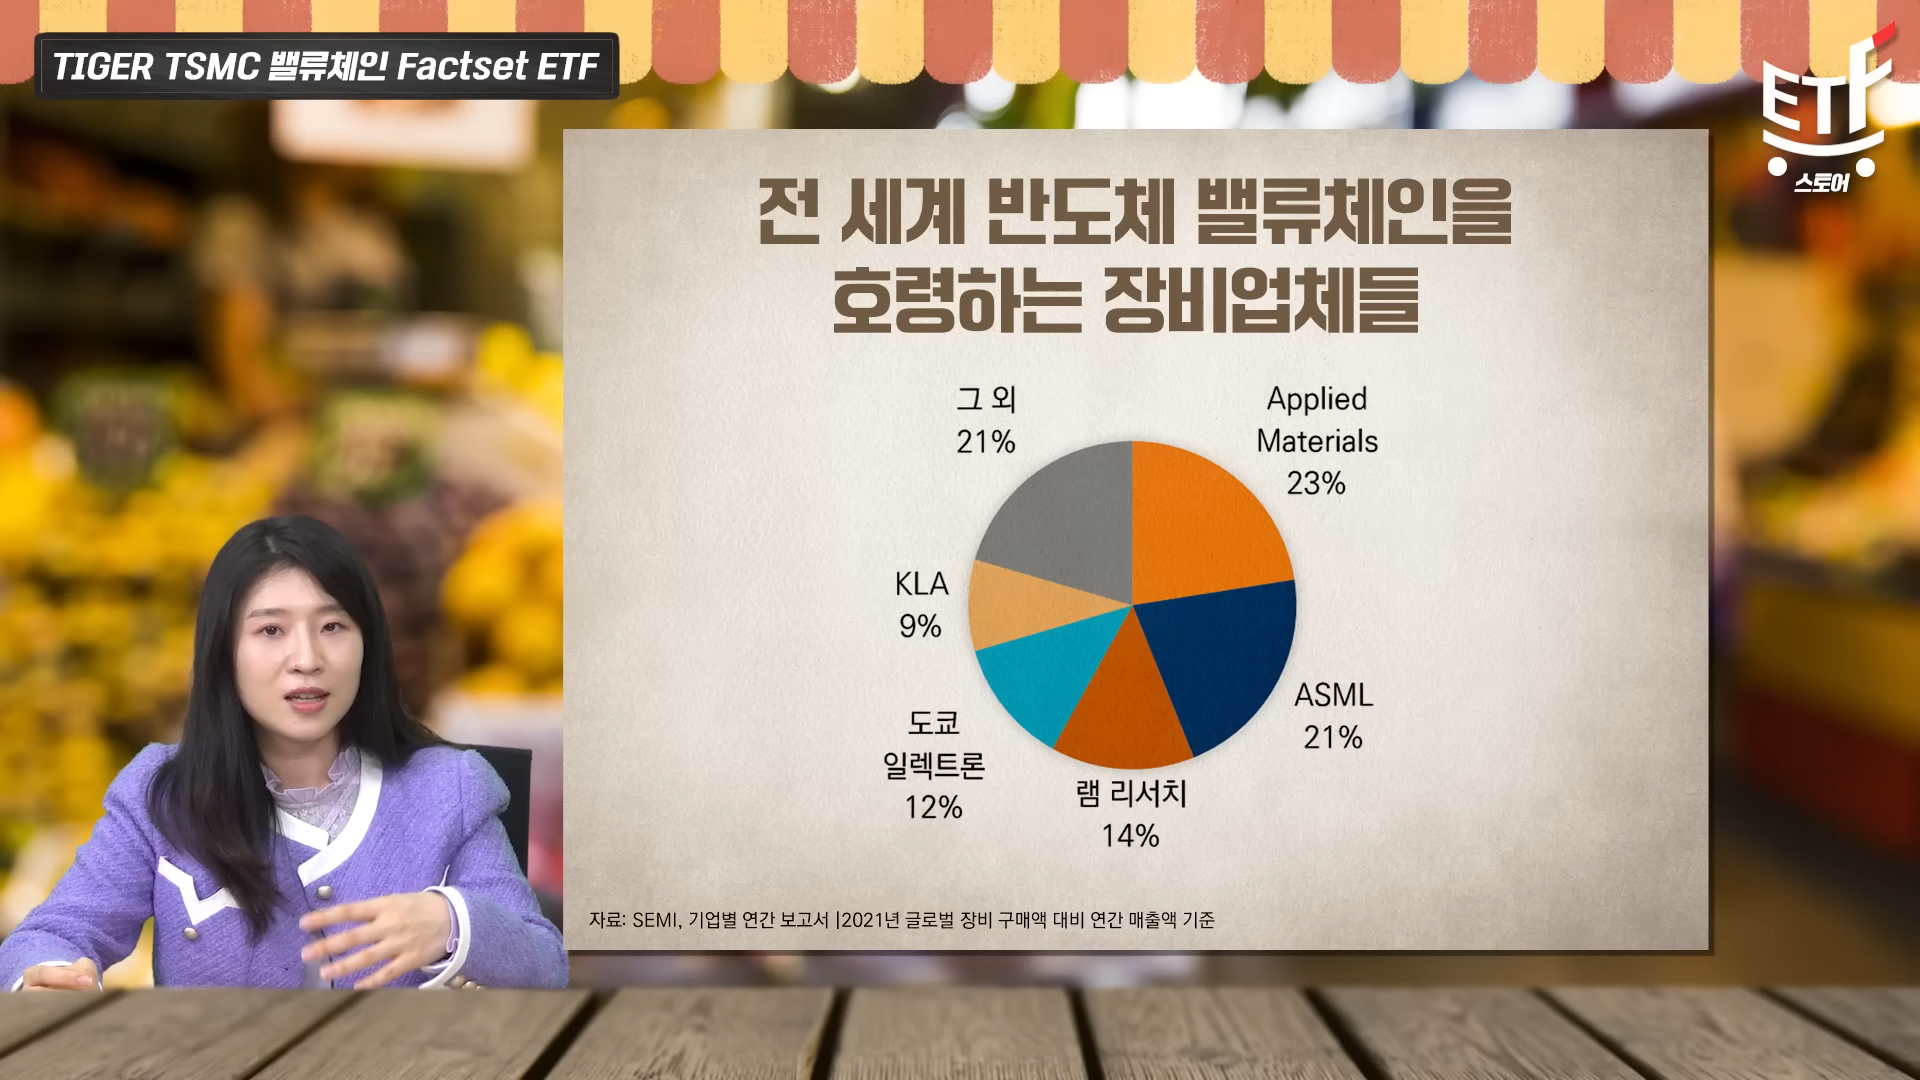 TIGER TSMC 밸류체인 Factset ETF
ETF
스토어
전 세계 반도체 밸류체인을
호령하는 장비업체들
그 외
21%
Applied
Materials
23%
KLA
9%
ASML
21%
도쿄
일렉트론
12%
램 리서치
14%
자료: SEMI, 기업별 연간 보고서 |2021년 글로벌 장비 구매액 대비 연간 매출액 기준